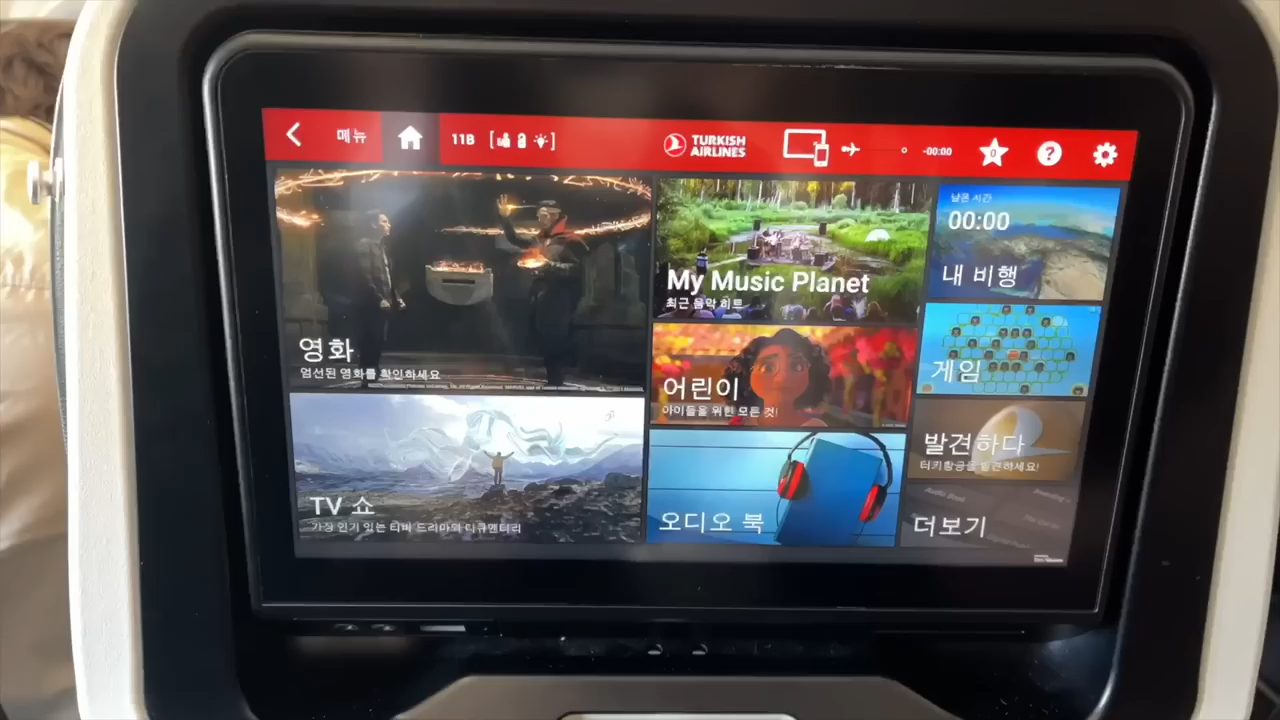 메뉴
11B
TURKISH
AIRLINES
-00:00
0
?
영화
엄선된 영화를 확인하세요
My Music Planet
최근 음악 히트
날은 시간
00:00
내 비행
어린이
아이들을 위한 모든 것!
게임
TV 쇼
가장 인기 있는 티비 드라마와 다큐멘터리
오디오 북
발견하다
터키항공을 발견하세요!
더보기